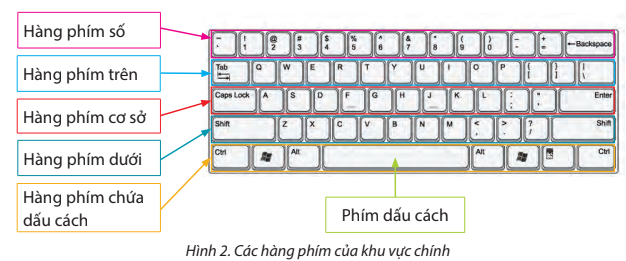 Hàng phím số
Hàng phím trên
Hàng phím cơ sở
Hàng phím dưới
Hàng phím chứa
dấu cách
~ ! @ # $ % ^ & * ( ) - + ←Backspace
1 2 3 4 5 6 7 8 9 0 - =
Tab Q W E R T Y U I O P { } |
[ ] \
Caps Lock A S D F G H J K L : " Enter
; '
Shift Z X C V B N M < > ? Shift
, . /
Ctrl Alt Alt Ctrl
Phím dấu cách
Hình 2. Các hàng phím của khu vực chính